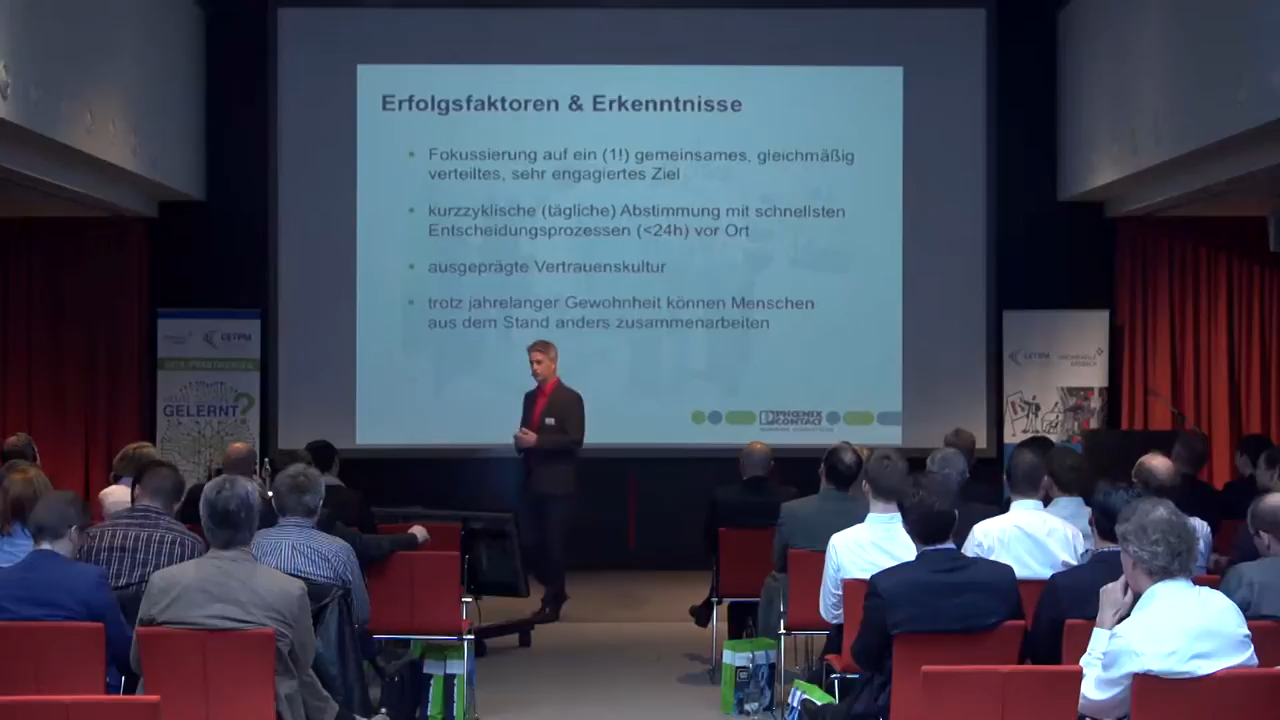 Erfolgsfaktoren & Erkenntnisse
Fokussierung auf ein (1!) gemeinsames, gleichmäßig
verteiltes, sehr engagiertes Ziel
kurzzyklische (tägliche) Abstimmung mit schnellsten
Entscheidungsprozessen (<24h) vor Ort
ausgeprägte Vertrauenskultur
trotz jahrelanger Gewohnheit können Menschen
aus dem Stand anders zusammenarbeiten
PHOENIX
CONTACT
CETPM
GELERNT?
CETPM